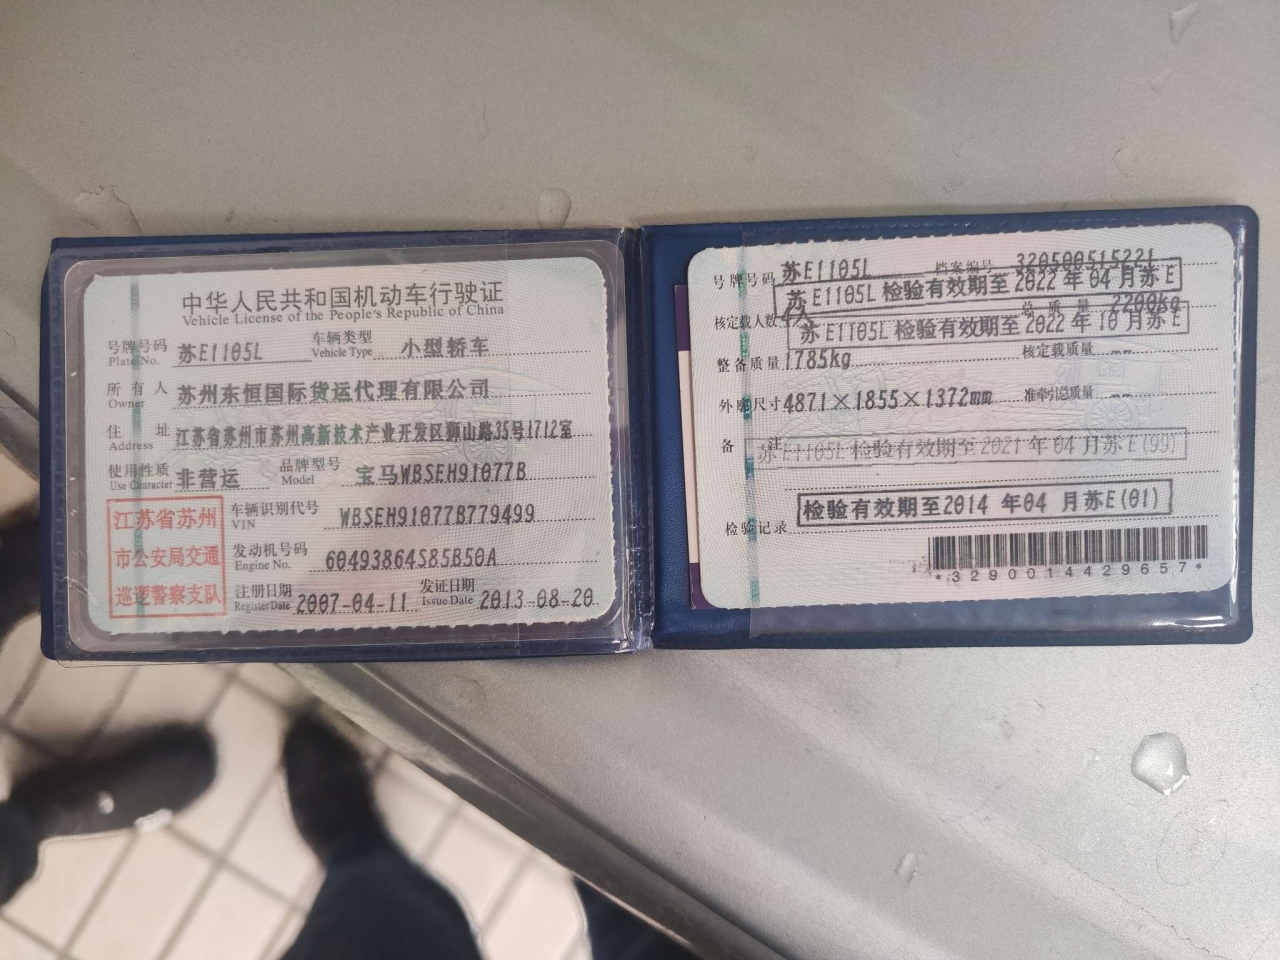 中华人民共和国机动车行驶证
Vehicle License of the People's Republic of China
号牌号码 苏E1105L 车辆类型 小型轿车
Plate No. Vehicle Type
所有人 苏州东恒国际货运代理有限公司
Owner
住址 江苏省苏州市苏州高新技术产业开发区狮山路35号1712室
Address
使用性质 非营运 品牌型号 宝马WBSEH91077B
Use Character Model
江苏省苏州
市公安局交通
巡逻警察支队
车辆识别代号 WBSEH91077B779499
VIN
发动机号码 60493864S85B50A
Engine No.
注册日期 2007-04-11 发证日期 2013-08-20
Register Date Issue Date
号牌号码 苏E1105L 档案编号 320500515221
苏E1105L 检验有效期至2022年04月苏E
核定载人数 总质量 2200kg
苏E1105L 检验有效期至2022年10月苏E
整备质量 1785kg 核定载质量 --
外廓尺寸 4871×1855×1372mm 准牵引总质量 --
备注
苏E1105L 检验有效期至2021年04月苏E(99)
检验有效期至2014年04月苏E(01)
检验记录
*3290014429657*